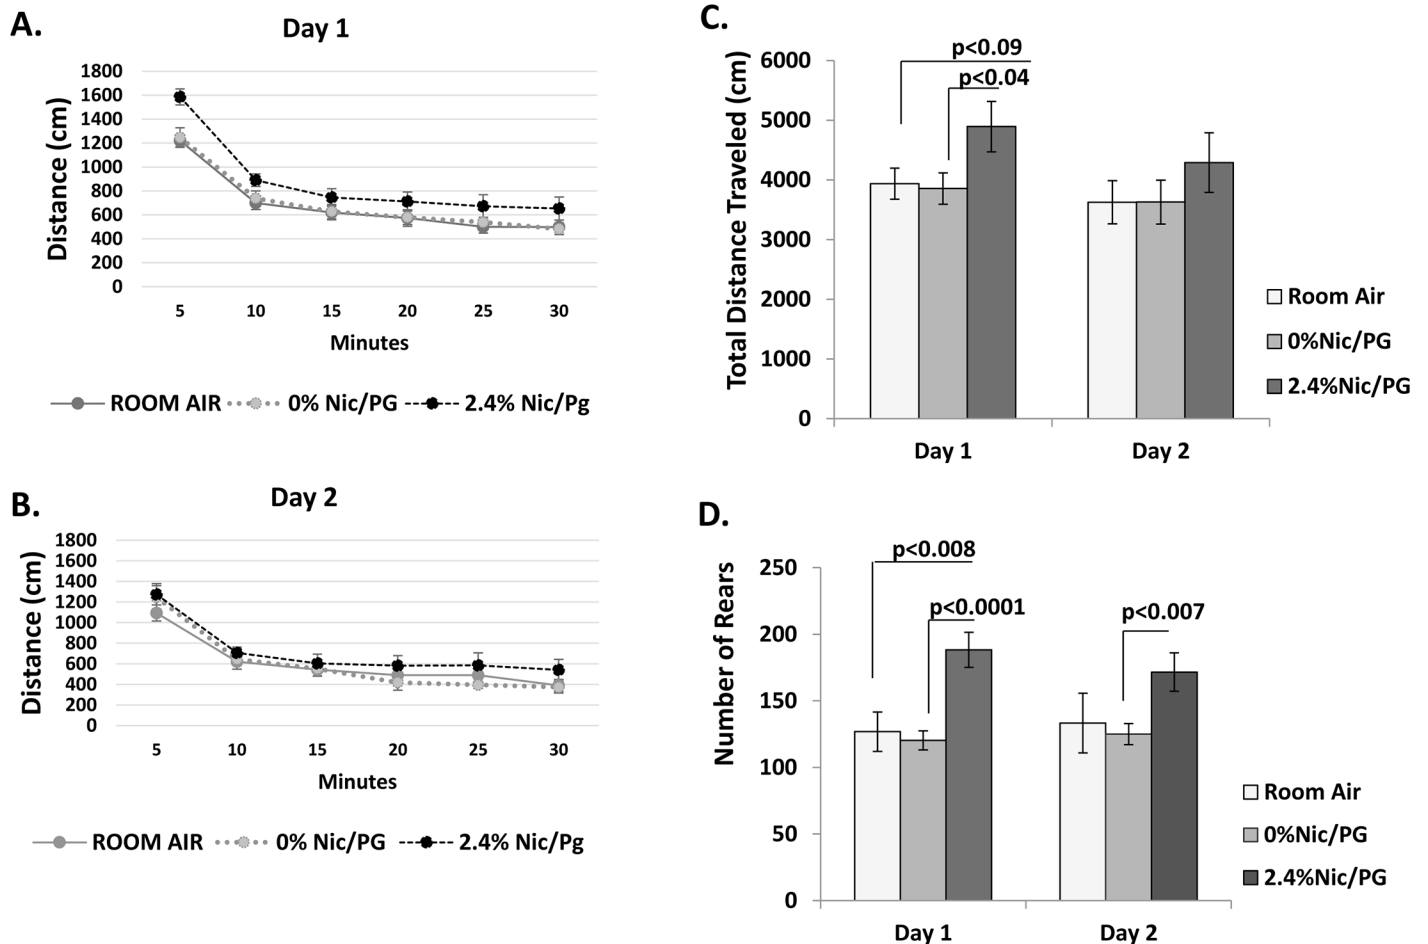 A.
Day 1
1800
1600
1400
1200
1000
800
600
400
200
0
Distance (cm)
5 10 15 20 25 30
Minutes
ROOM AIR 0% Nic/PG 2.4% Nic/Pg
B.
Day 2
1800
1600
1400
1200
1000
800
600
400
200
0
Distance (cm)
5 10 15 20 25 30
Minutes
ROOM AIR 0% Nic/PG 2.4% Nic/Pg
C.
p<0.09
p<0.04
6000
5000
4000
3000
2000
1000
0
Total Distance Traveled (cm)
Day 1 Day 2
Room Air
0%Nic/PG
2.4%Nic/PG
D.
p<0.008
p<0.0001
p<0.007
250
200
150
100
50
0
Number of Rears
Day 1 Day 2
Room Air
0%Nic/PG
2.4%Nic/PG